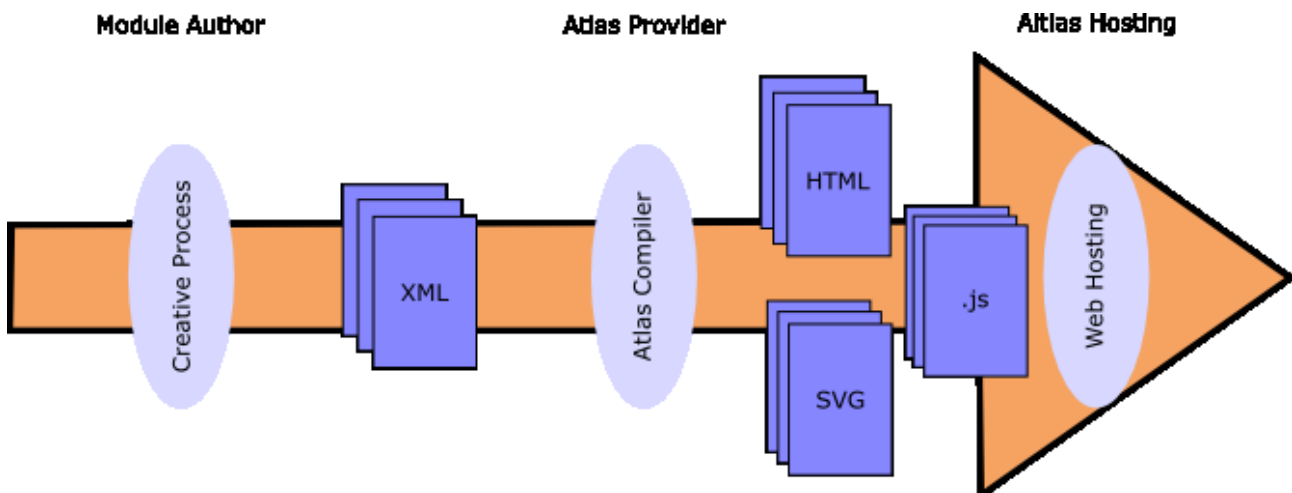 Module Author
Atlas Provider
Altlas Hosting
Creative Process
XML
Atlas Compiler
HTML
SVG
.js
Web Hosting